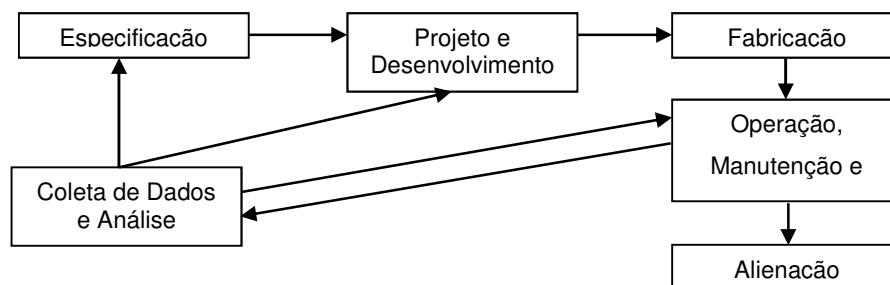 Especificação
Projeto e
Desenvolvimento
Fabricação
Operação,
Manutenção e
Coleta de Dados
e Análise
Alienação